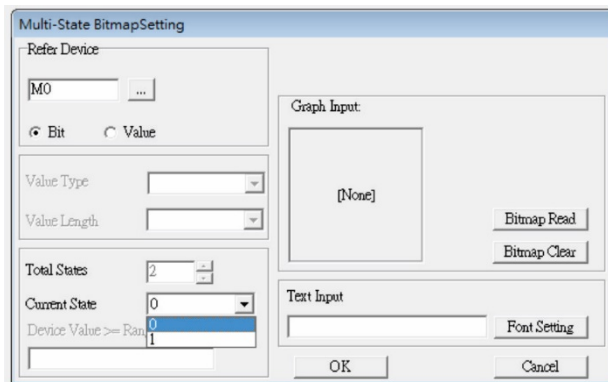 Multi-State BitmapSetting
Refer Device
M0
...
Bit
Value
Value Type
Value Length
Total States
2
Current State
0
0
1
Device Value >=
Graph Input:
[None]
Bitmap Read
Bitmap Clear
Text Input
Font Setting
OK
Cancel